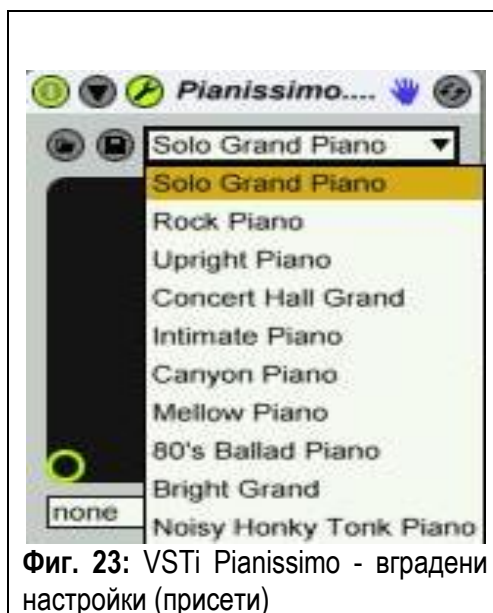 Pianissimo....
Solo Grand Piano
Solo Grand Piano
Rock Piano
Upright Piano
Concert Hall Grand
Intimate Piano
Canyon Piano
Mellow Piano
80's Ballad Piano
Bright Grand
none
Noisy Honky Tonk Piano
Фиг. 23: VSTi Pianissimo - вградени
настройки (присети)